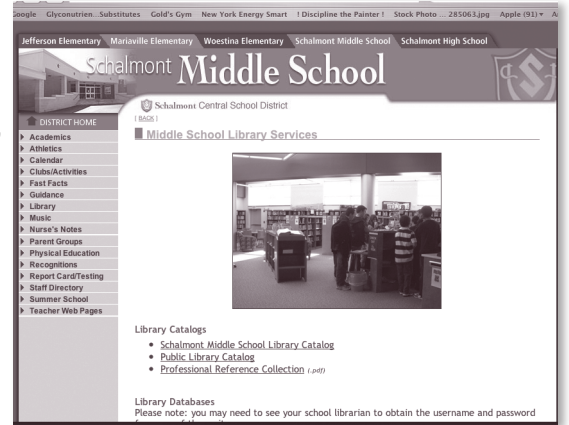 Google Glyconutrien...Substitutes Gold's Gym New York Energy Smart ! Discipline the Painter ! Stock Photo ... 285063.jpg Apple (91)
Jefferson Elementary Mariaville Elementary Woestina Elementary Schalmont Middle School Schalmont High School
Schalmont Middle School
Schalmont Central School District
[ BACK ]
DISTRICT HOME
Academics
Athletics
Calendar
Clubs/Activities
Fast Facts
Guidance
Library
Music
Nurse's Notes
Parent Groups
Physical Education
Recognitions
Report Card/Testing
Staff Directory
Summer School
Teacher Web Pages
Middle School Library Services
Library Catalogs
• Schalmont Middle School Library Catalog
• Public Library Catalog
• Professional Reference Collection (.pdf)
Library Databases
Please note: you may need to see your school librarian to obtain the username and password